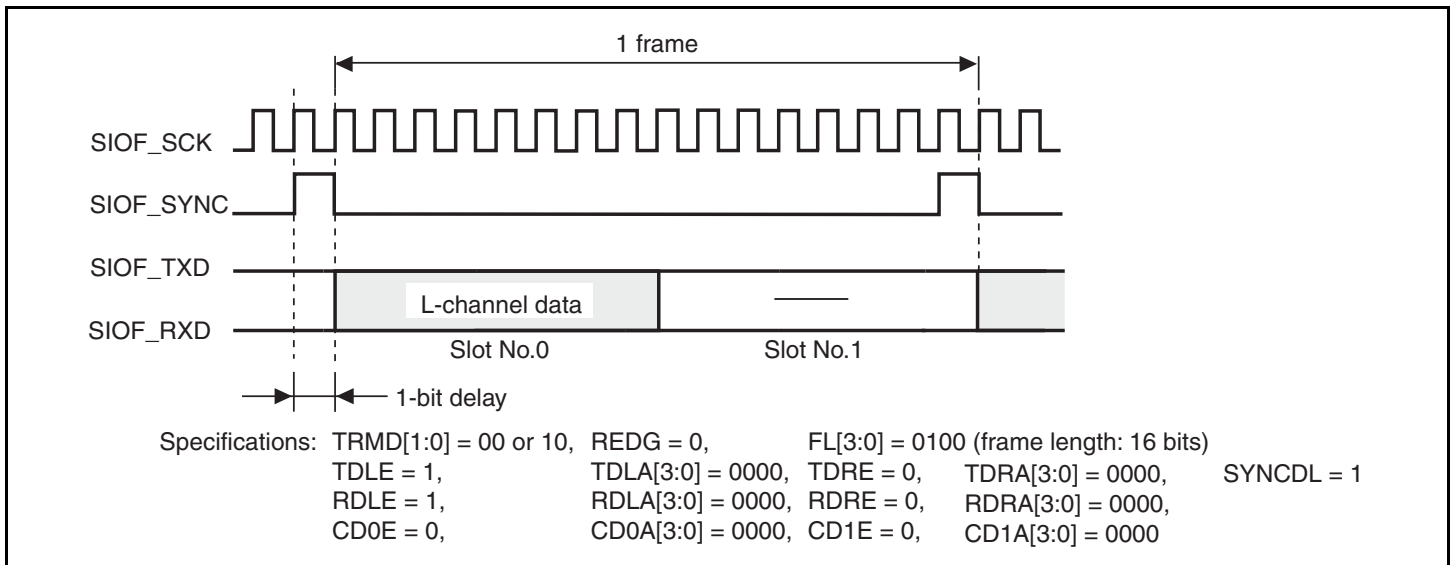 1 frame
SIOF_SCK
SIOF_SYNC
SIOF_TXD
L-channel data
SIOF_RXD
Slot No.0 Slot No.1
1-bit delay
Specifications: TRMD[1:0] = 00 or 10, REDG = 0, FL[3:0] = 0100 (frame length: 16 bits)
TDLE = 1, TDLA[3:0] = 0000, TDRE = 0, TDRA[3:0] = 0000, SYNCDL = 1
RDLE = 1, RDLA[3:0] = 0000, RDRE = 0, RDRA[3:0] = 0000,
CD0E = 0, CD0A[3:0] = 0000, CD1E = 0, CD1A[3:0] = 0000